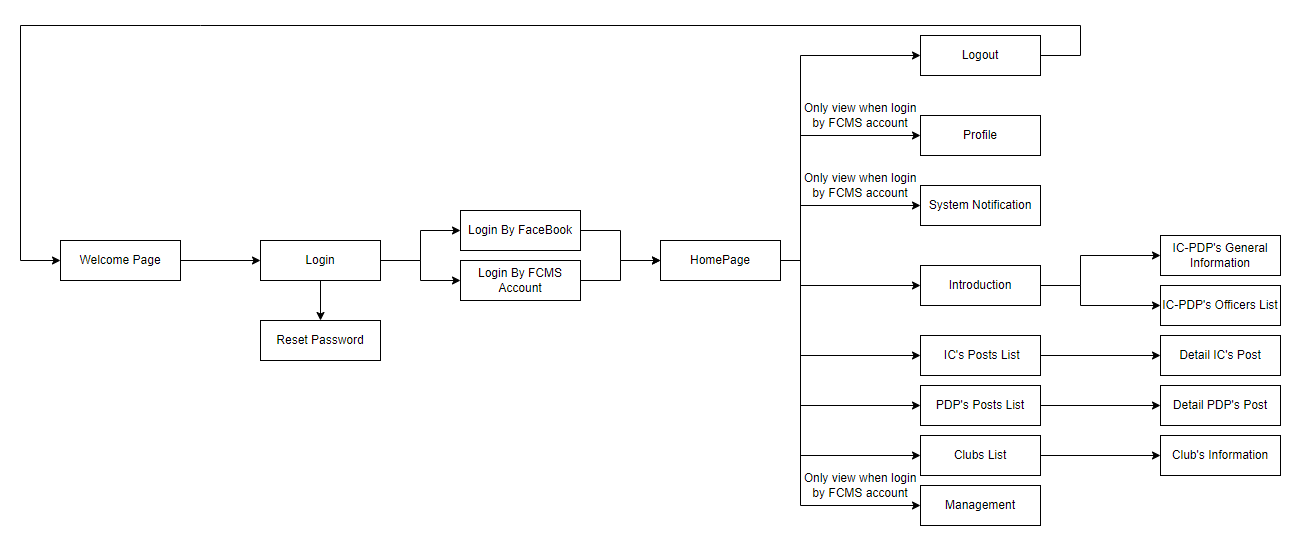 Logout
Only view when login
by FCMS account
Profile
Only view when login
by FCMS account
System Notification
Login By FaceBook
IC-PDP's General
Information
Welcome Page
Login
HomePage
Login By FCMS
Account
Introduction
IC-PDP's Officers List
Reset Password
IC's Posts List
Detail IC's Post
PDP's Posts List
Detail PDP's Post
Clubs List
Club's Information
Only view when login
by FCMS account
Management